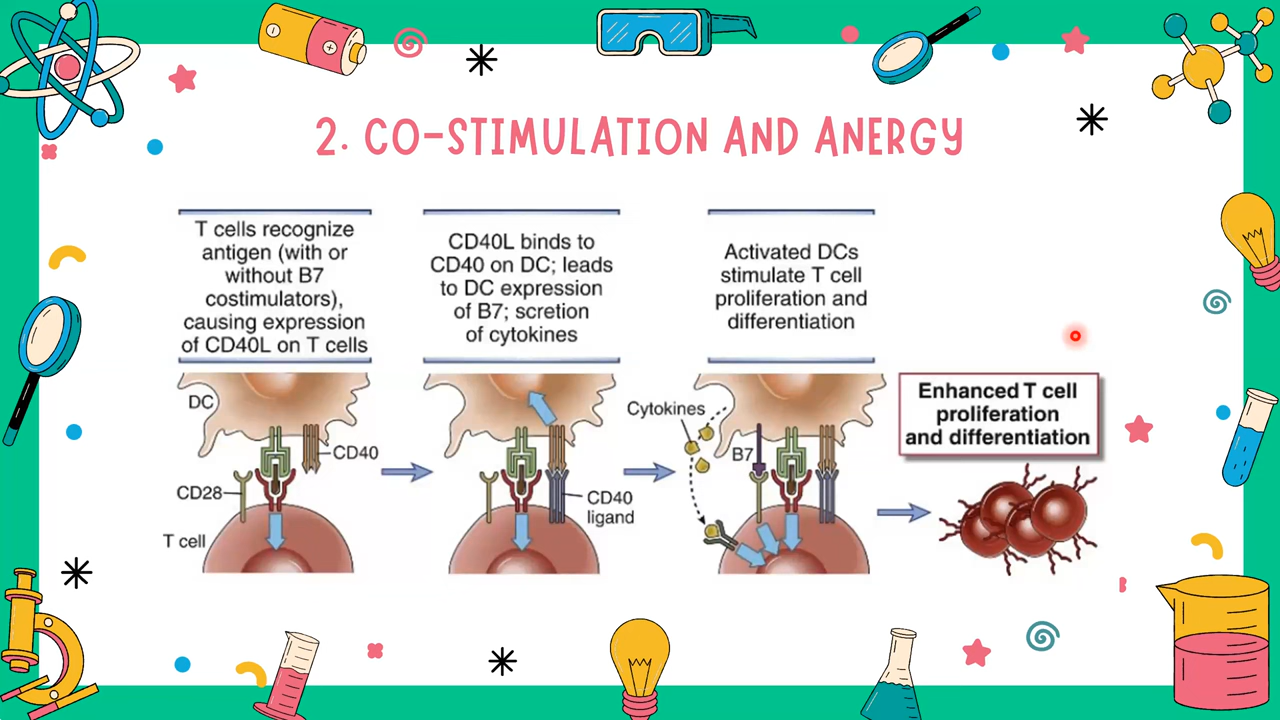 2. CO-STIMULATION AND ANERGY
T cells recognize
antigen (with or
without B7
costimulators),
causing expression
of CD40L on T cells
CD40L binds to
CD40 on DC; leads
to DC expression
of B7; scretion
of cytokines
Activated DCs
stimulate T cell
proliferation and
differentiation
DC
CD40
CD28
T cell
CD40
ligand
Cytokines
B7
Enhanced T cell
proliferation
and differentiation